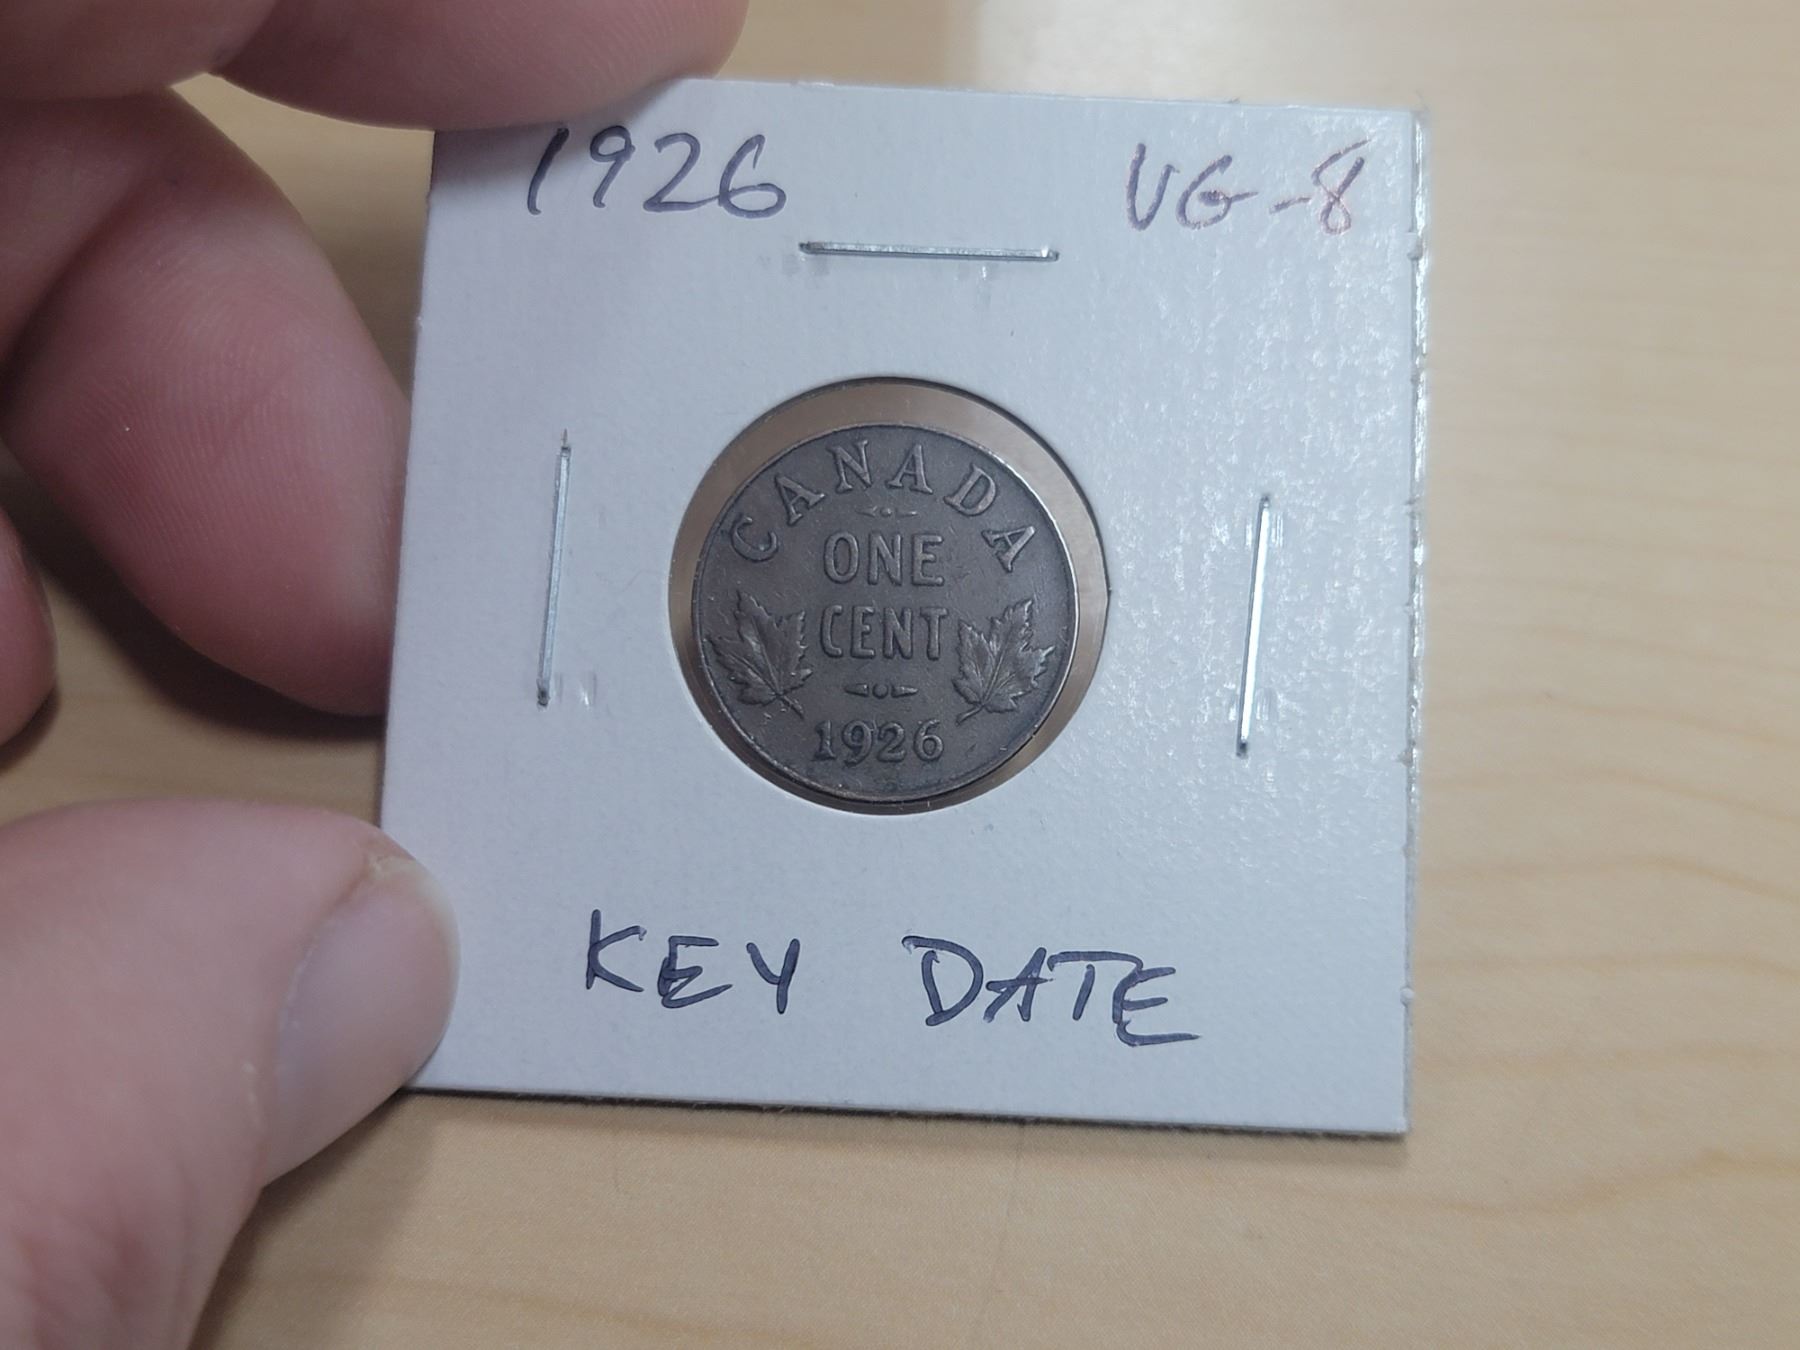 1926 VG-8
CANADA
ONE
CENT
1926
KEY DATE